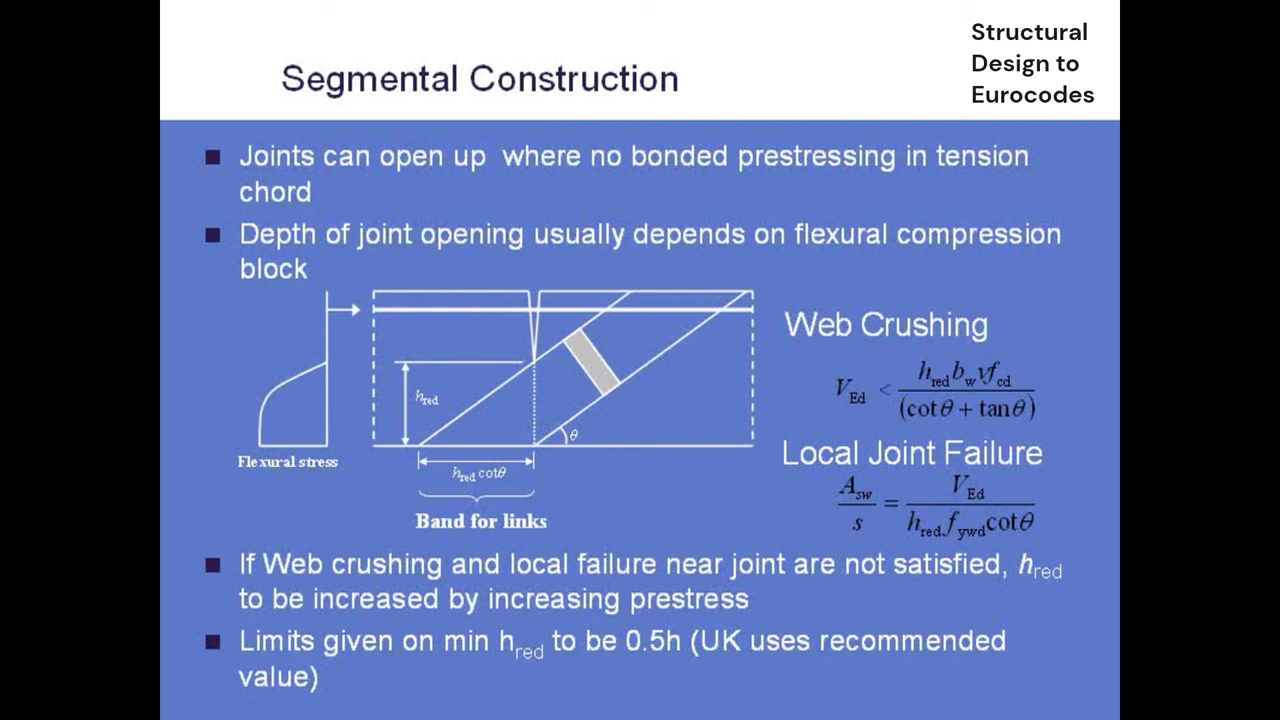 Structural
Design to
Eurocodes
Segmental Construction
Joints can open up where no bonded prestressing in tension
chord
Depth of joint opening usually depends on flexural compression
block
Web Crushing
V_Ed < h_red b_w νf_cd / (cotθ + tanθ)
h_red
θ
Flexural stress
h_red cotθ
Band for links
Local Joint Failure
A_sw / s = V_Ed / h_red f_ywd cotθ
If Web crushing and local failure near joint are not satisfied, h_red
to be increased by increasing prestress
Limits given on min h_red to be 0.5h (UK uses recommended
value)